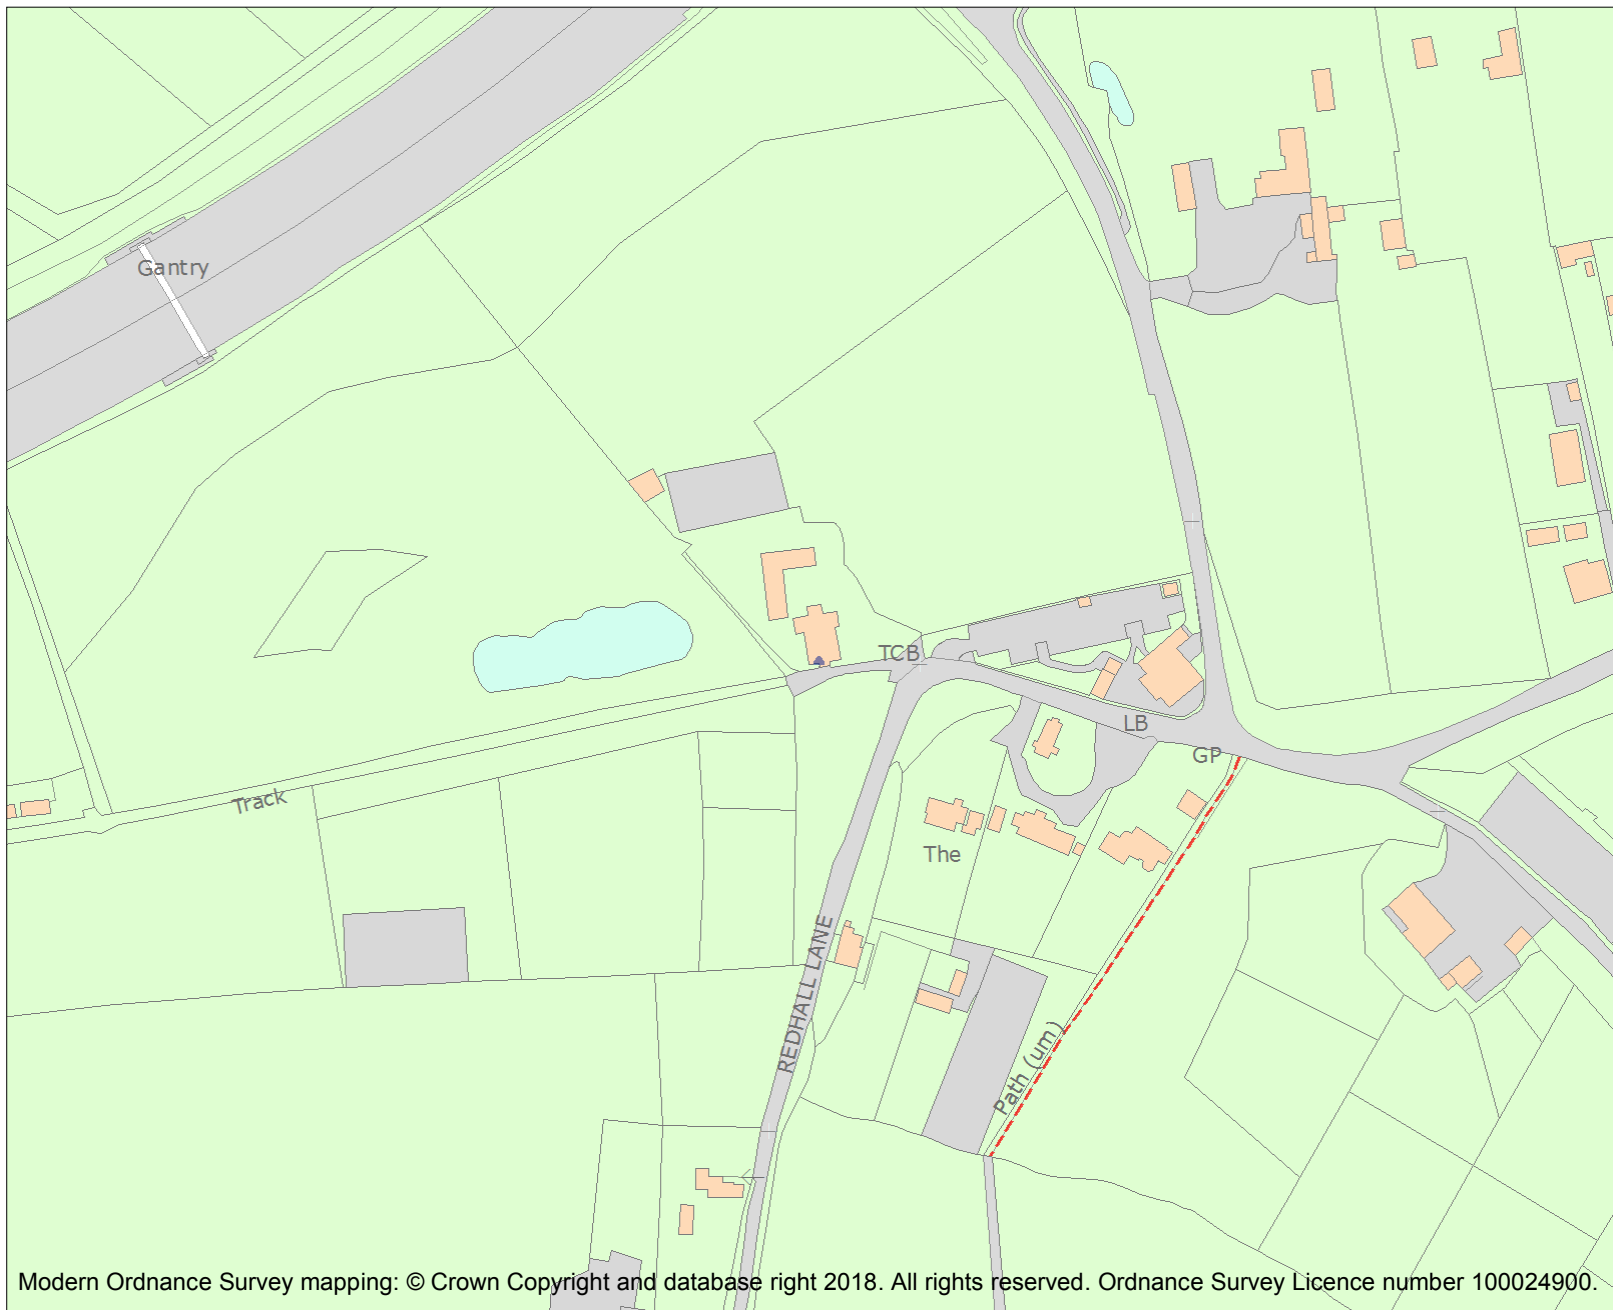 Gantry
TCB
LB
GP
Track
The
REDHALL LANE
Path (um)
Modern Ordnance Survey mapping: © Crown Copyright and database right 2018. All rights reserved. Ordnance Survey Licence number 100024900.